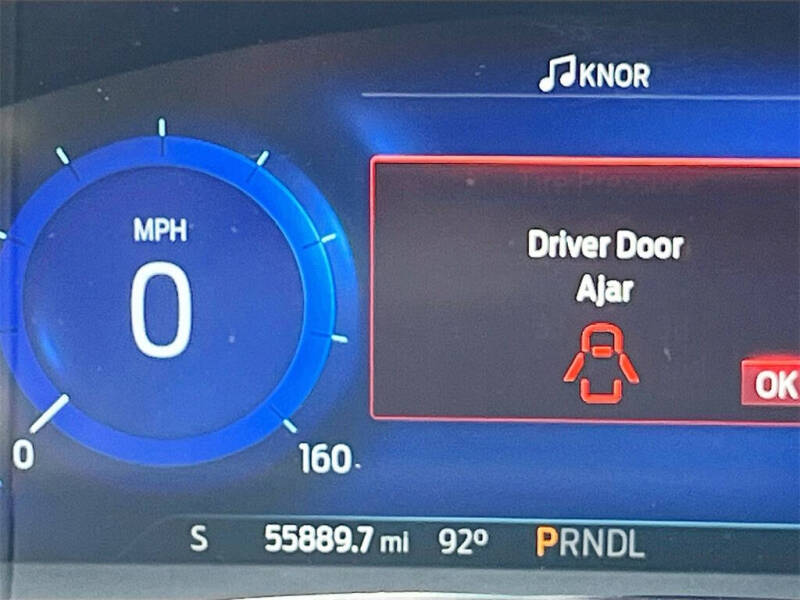 KNOR
MPH
0
Driver Door
Ajar
OK
0
160
S 55889.7 mi 92° PRNDL